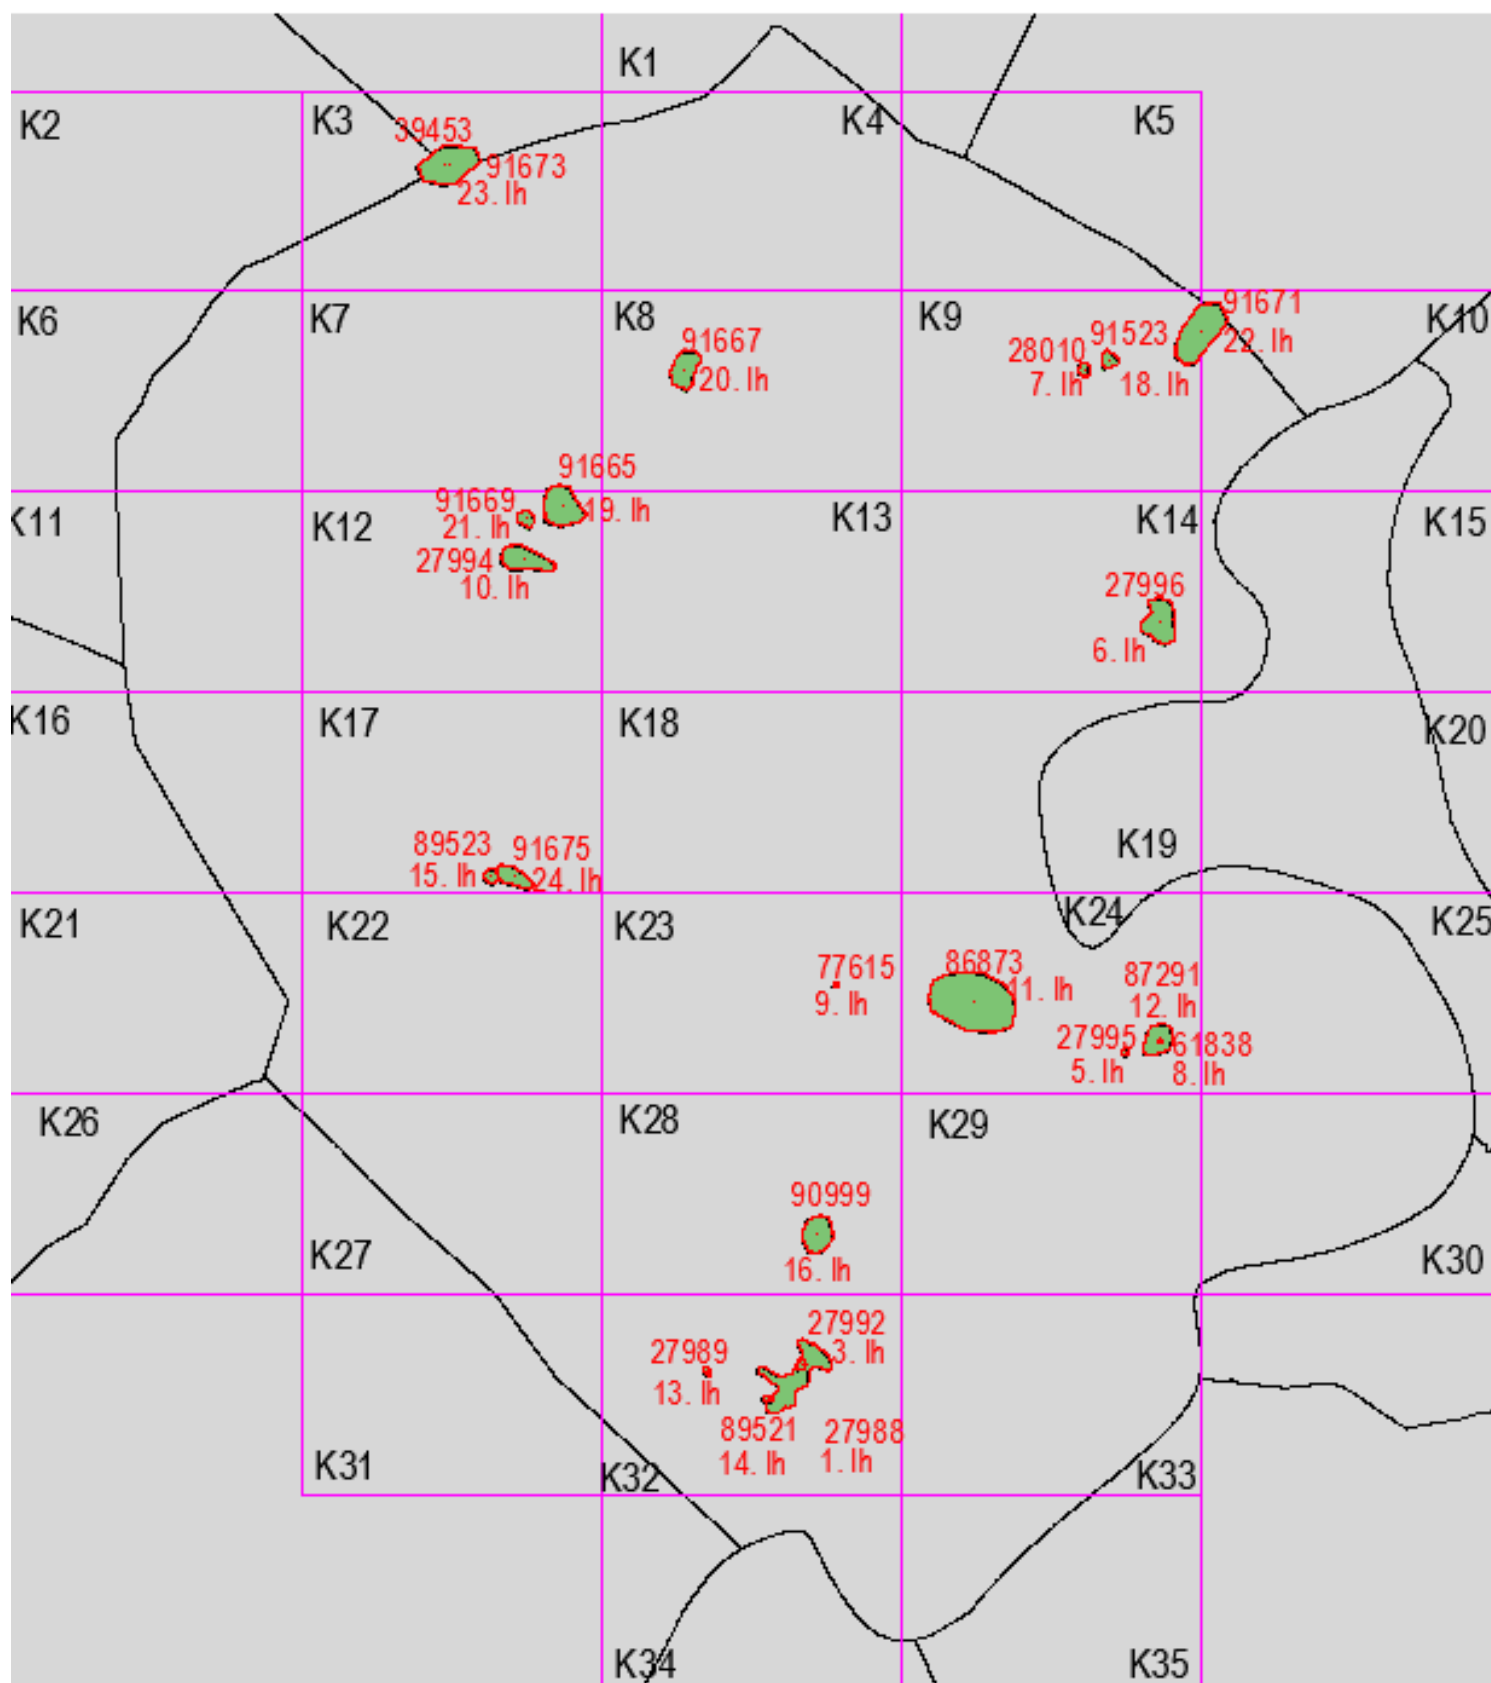 K1
K2
K3
K4
K5
39453
91673
23. lh
K6
K7
K8
K9
K10
91671
22. lh
91523
18. lh
28010
7. lh
91667
20. lh
91665
19. lh
91669
21. lh
K11
K12
K13
K14
K15
27994
10. lh
27996
6. lh
K16
K17
K18
K20
K19
89523
15. lh
91675
24. lh
K21
K22
K23
K24
K25
77615
9. lh
86873
11. lh
87291
12. lh
27995
5. lh
61838
8. lh
K26
K28
K29
90999
16. lh
K27
K30
27992
3. lh
27989
13. lh
89521
14. lh
27988
1. lh
K31
K32
K33
K34
K35